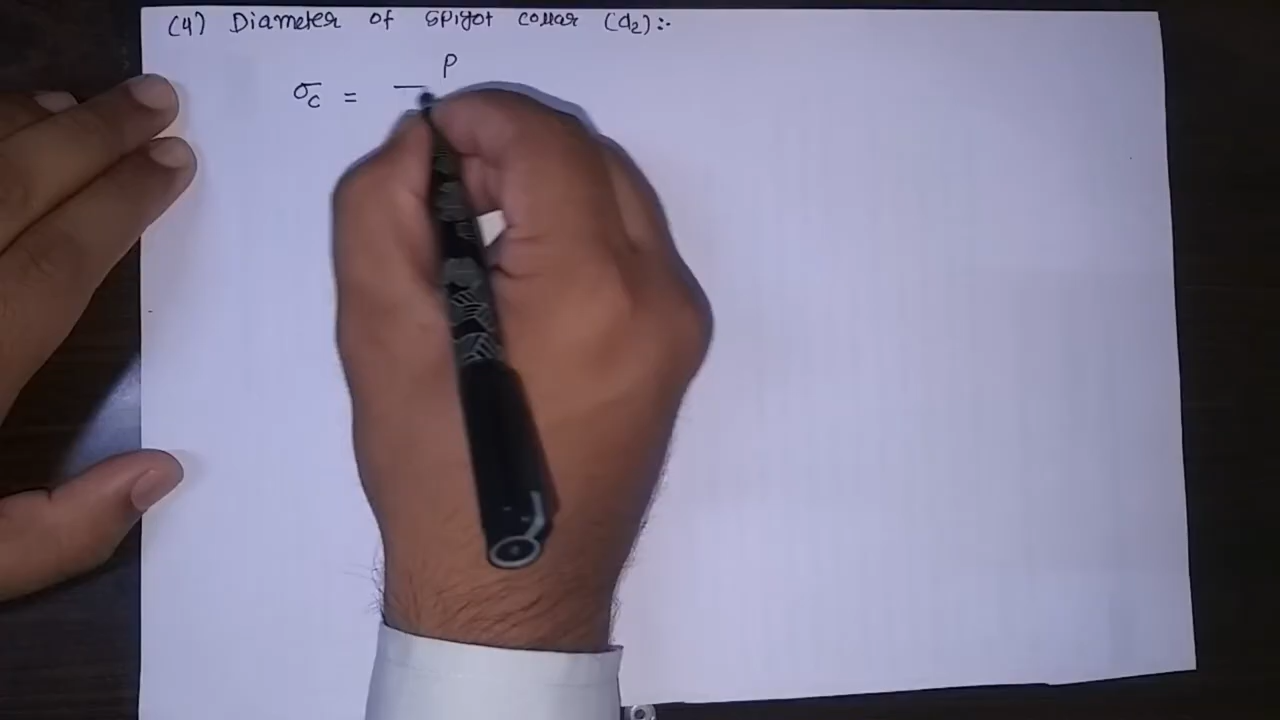 (4) Diameter of spigot collar (d2):-
P
σc = —